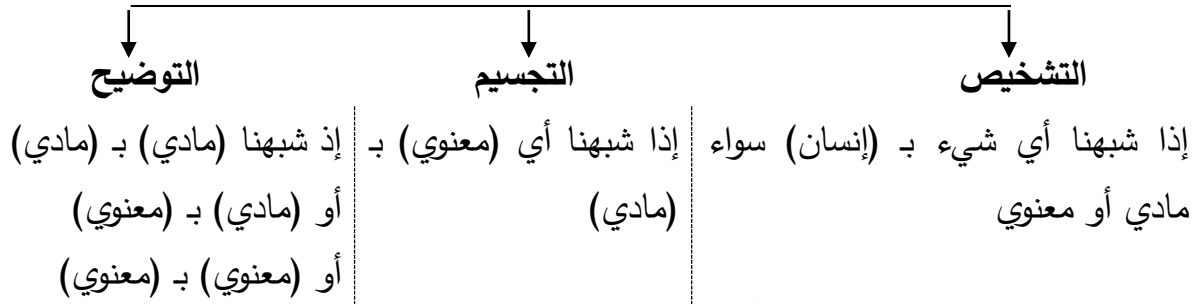 التشخيص
التجسيم
التوضيح
إذا شبهنا أي شيء بـ (إنسان) سواء
مادي أو معنوي
إذا شبهنا أي (معنوي) بـ
(مادي)
إذ شبهنا (مادي) بـ (مادي)
أو (مادي) بـ (معنوي)
أو (معنوي) بـ (معنوي)